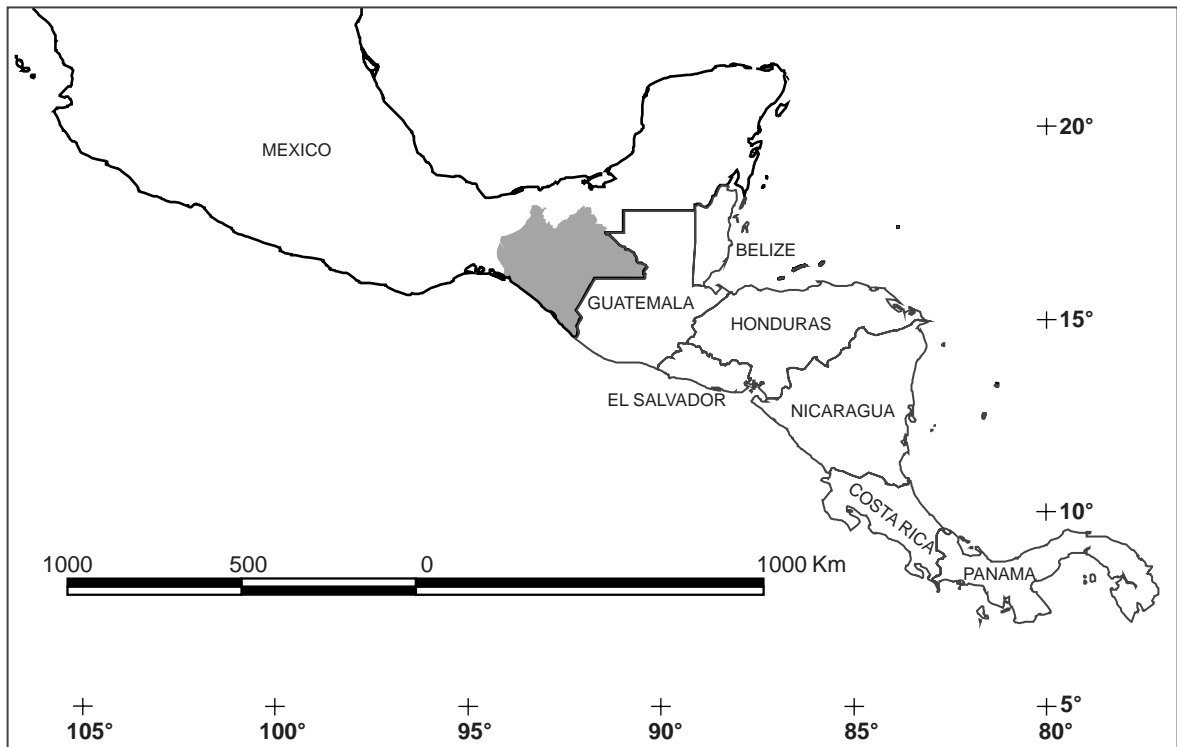 20°
MEXICO
BELIZE
GUATEMALA
15°
HONDURAS
EL SALVADOR
NICARAGUA
COSTA RICA
10°
1000 500 0 1000 Km
PANAMA
5°
105° 100° 95° 90° 85° 80°